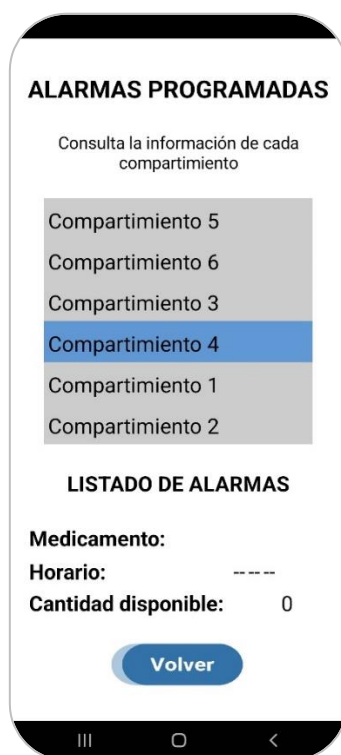 ALARMAS PROGRAMADAS
Consulta la información de cada
compartimiento
Compartimiento 5
Compartimiento 6
Compartimiento 3
Compartimiento 4
Compartimiento 1
Compartimiento 2
LISTADO DE ALARMAS
Medicamento:
Horario: -- -- --
Cantidad disponible: 0
Volver